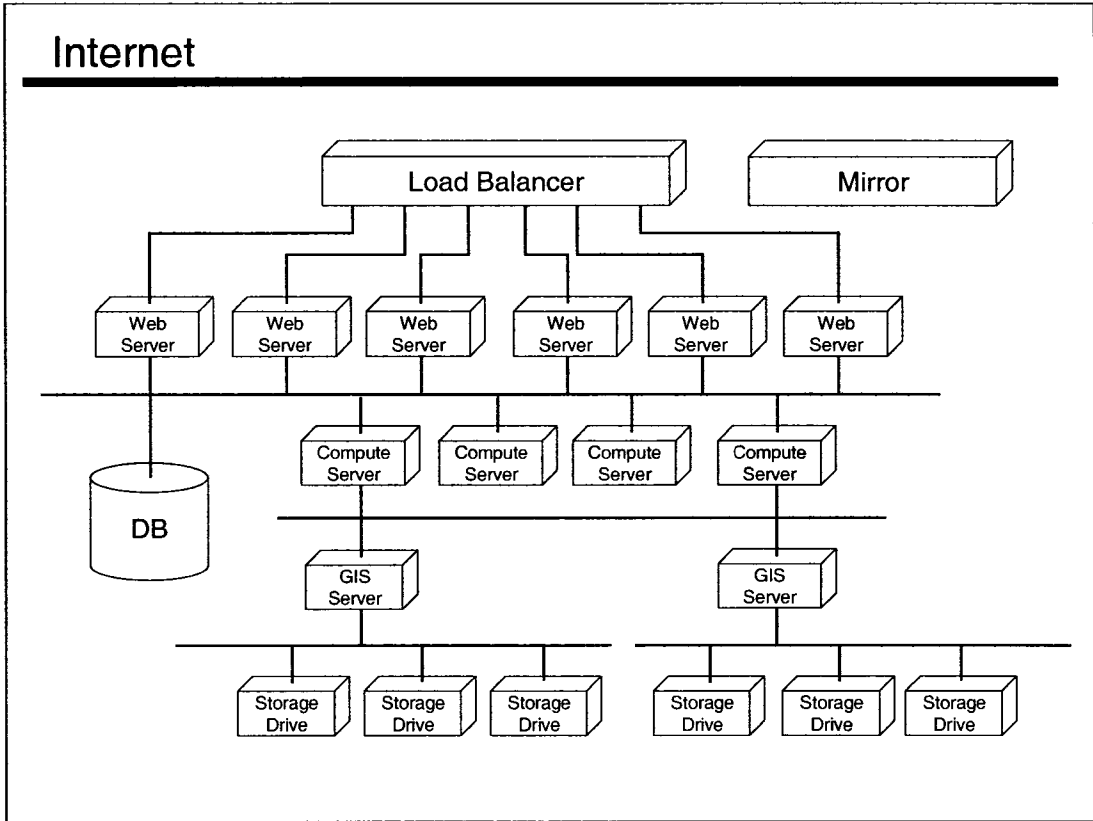 Internet
Load Balancer
Mirror
Web
Server
Web
Server
Web
Server
Web
Server
Web
Server
Web
Server
Compute
Server
Compute
Server
Compute
Server
Compute
Server
DB
GIS
Server
GIS
Server
Storage
Drive
Storage
Drive
Storage
Drive
Storage
Drive
Storage
Drive
Storage
Drive